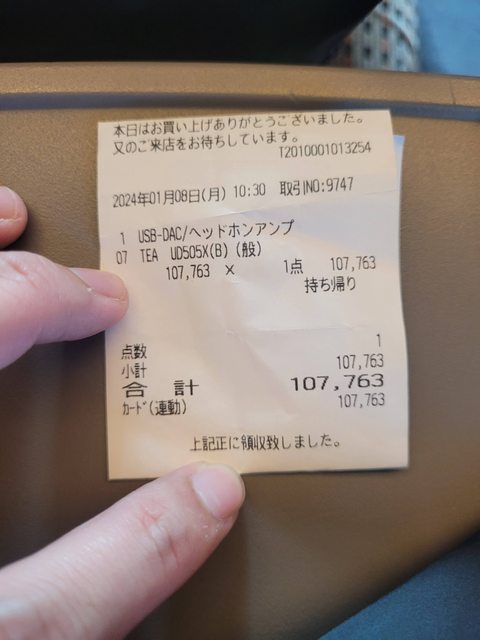 本日はお買い上げありがとうございました。
又のご来店をお待ちしています。
T2010001013254
2024年01月08日(月) 10:30 取引NO:9747
1 USB-DAC/ヘッドホンアンプ
07 TEA UD505X(B) (般)
107,763 × 1点 107,763
持ち帰り
点数 1
小計 107,763
合 計 107,763
ｶｰﾄﾞ(連動) 107,763
上記正に領収致しました。